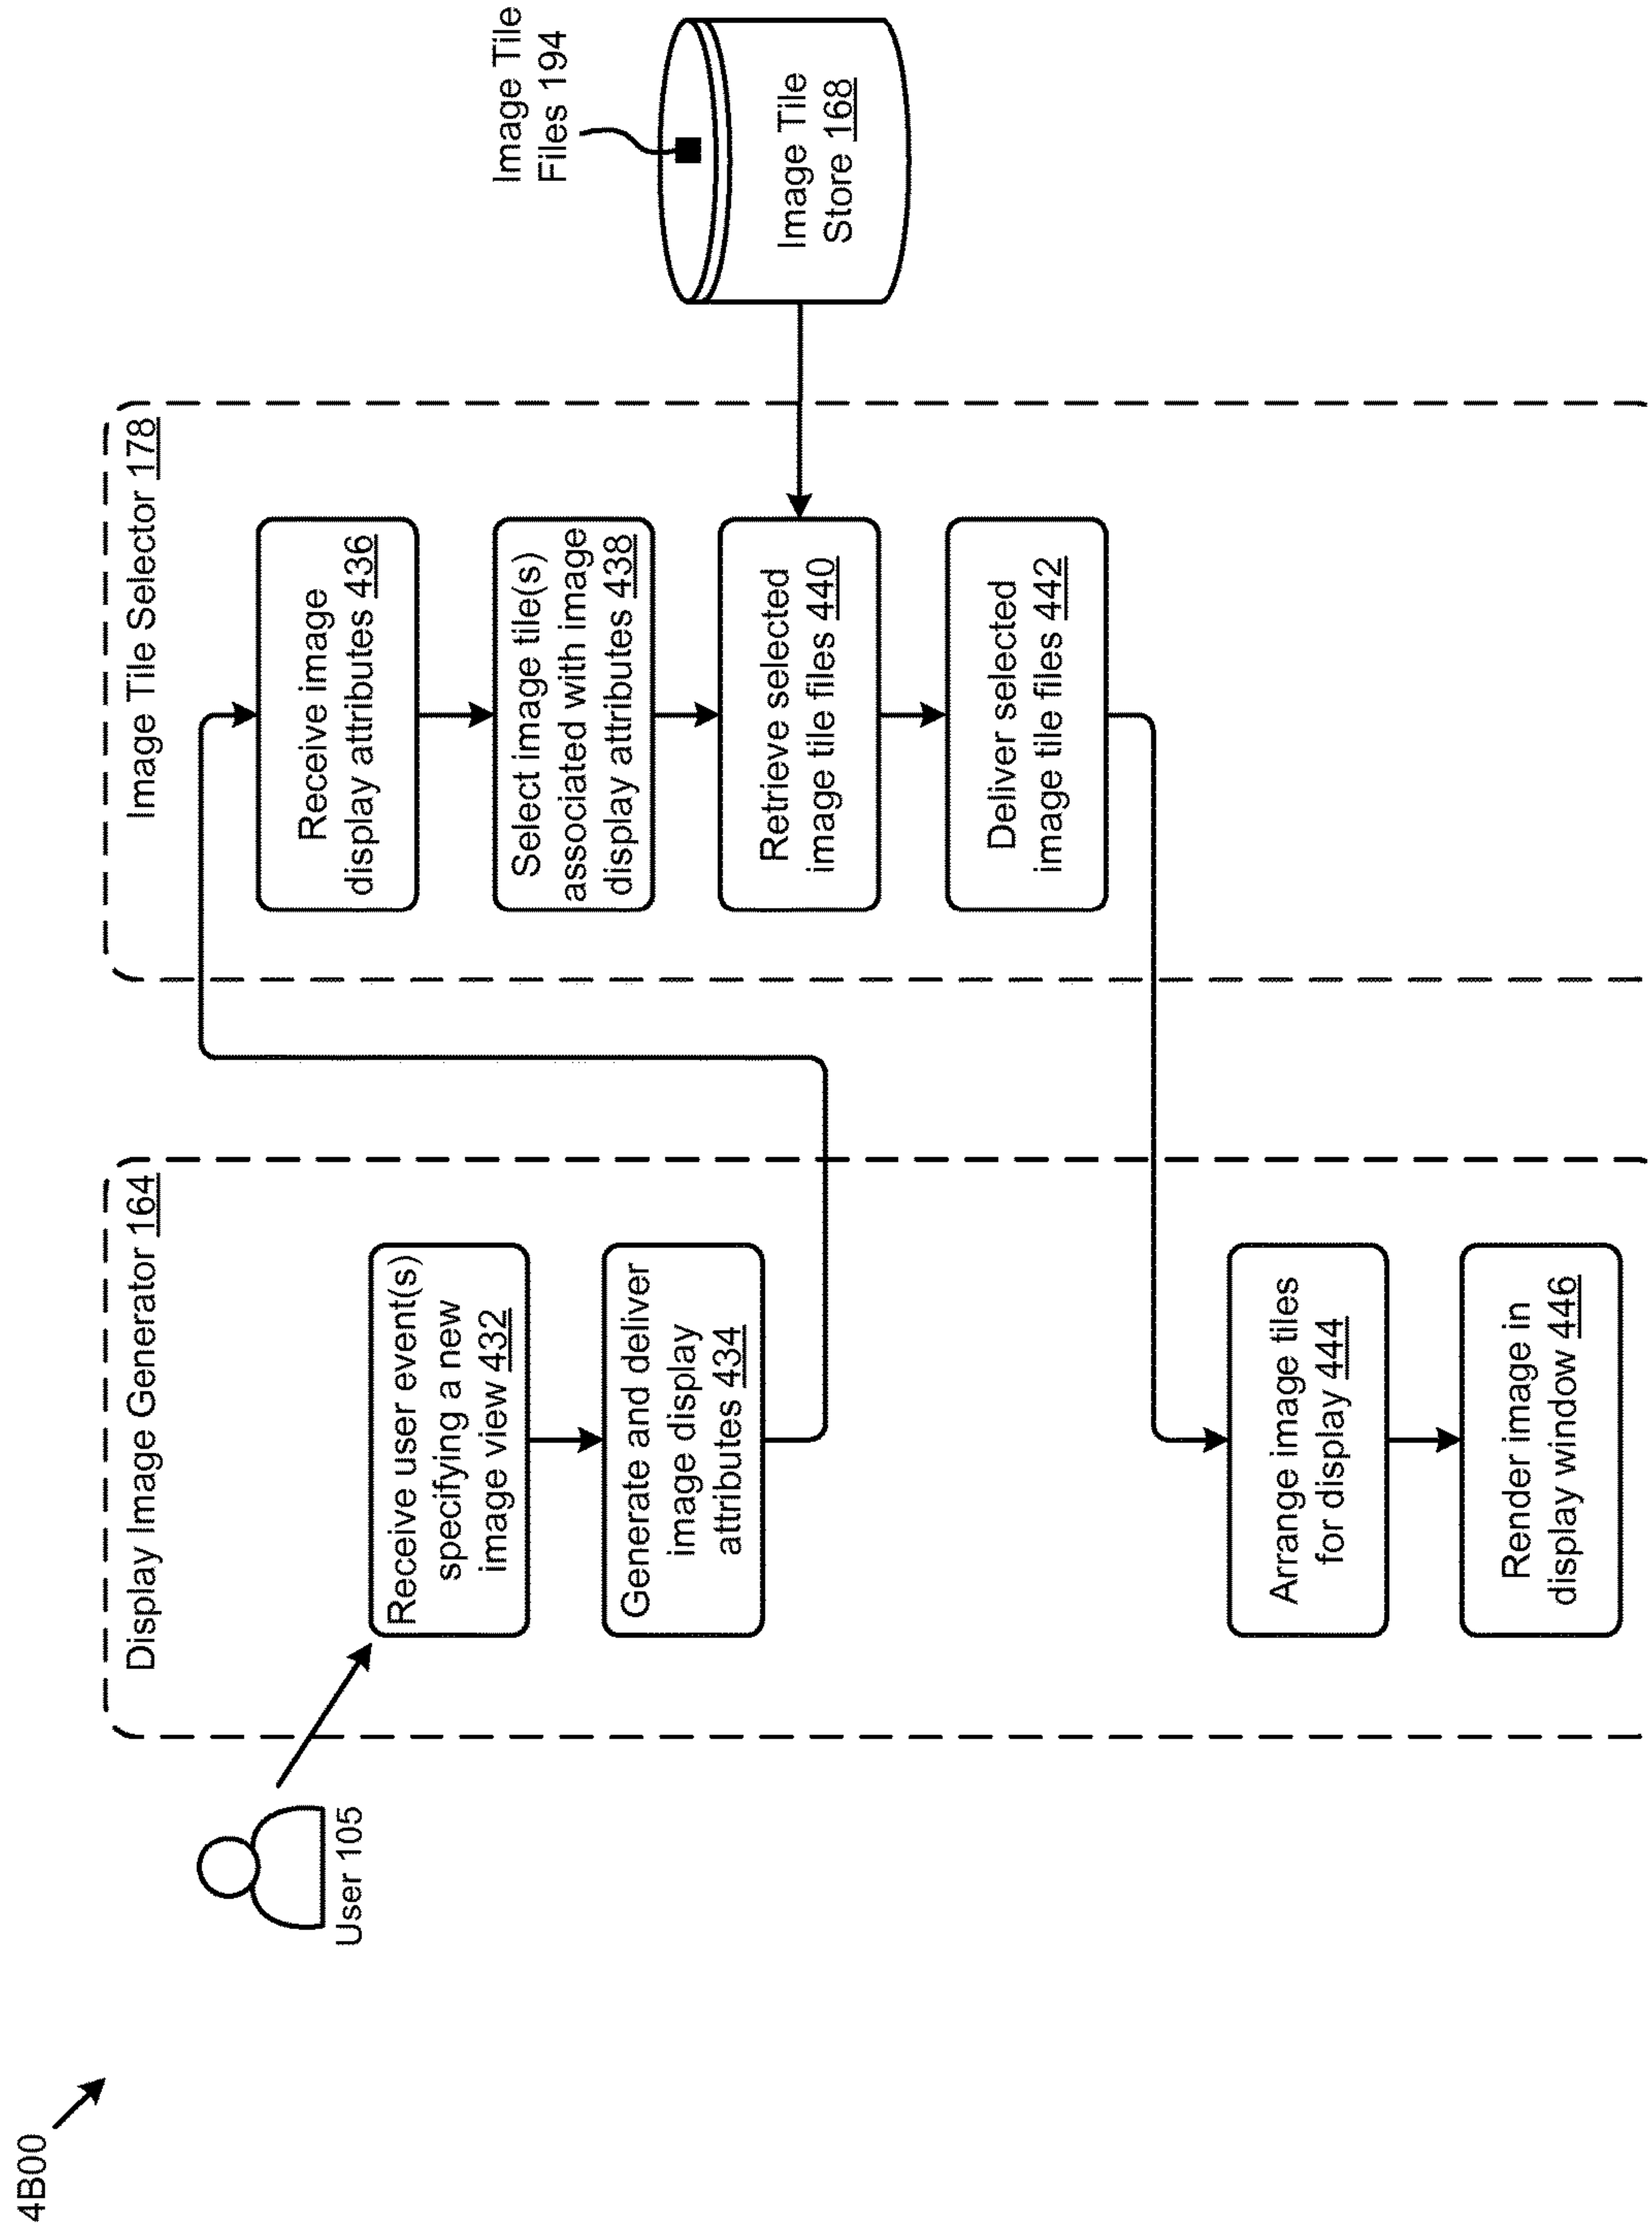 4B00
User 105
Display Image Generator 164
Receive user event(s)
specifying a new
image view 432
Generate and deliver
image display
attributes 434
Arrange image tiles
for display 444
Render image in
display window 446
Image Tile Selector 178
Receive image
display attributes 436
Select image tile(s)
associated with image
display attributes 438
Retrieve selected
image tile files 440
Deliver selected
image tile files 442
Image Tile
Files 194
Image Tile
Store 168